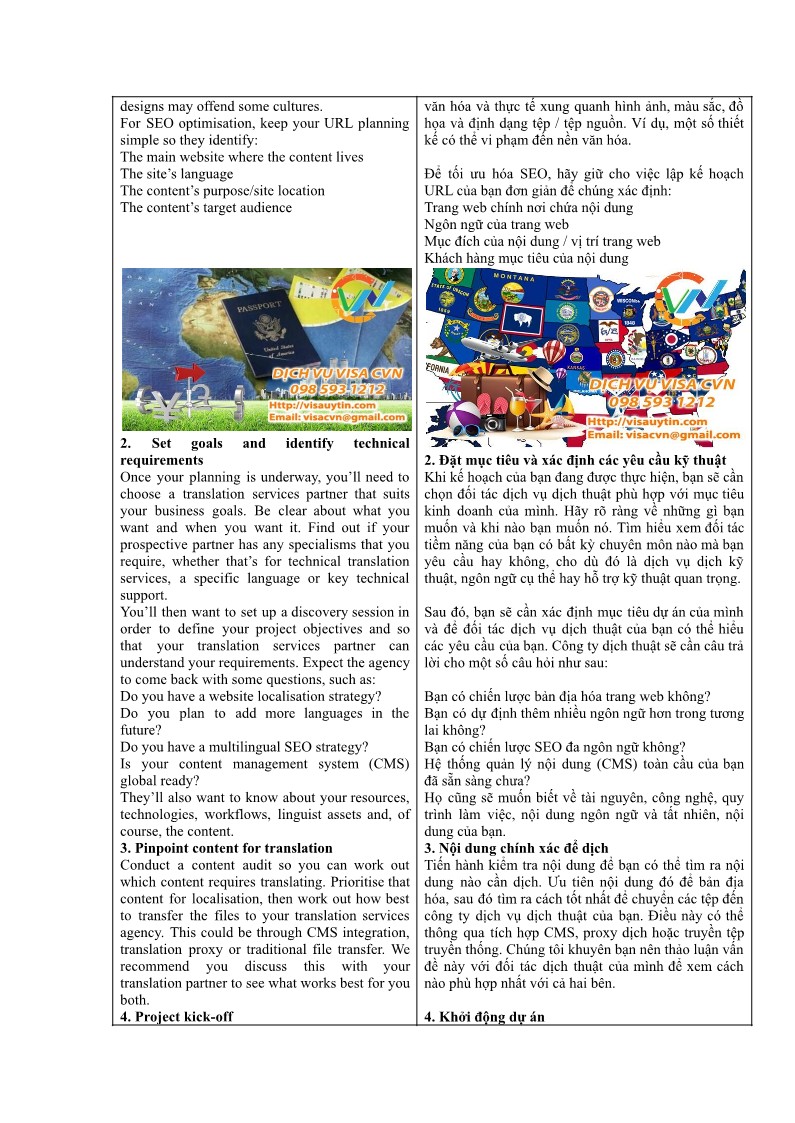 designs may offend some cultures.
For SEO optimisation, keep your URL planning
simple so they identify:
The main website where the content lives
The site’s language
The content’s purpose/site location
The content’s target audience
PASSPORT
United States
of America
VN
DỊCH VỤ VISA CVN
098 593 1212
Http://visauytin.com
Email: visacvn@gmail.com
2. Set goals and identify technical
requirements
Once your planning is underway, you’ll need to
choose a translation services partner that suits
your business goals. Be clear about what you
want and when you want it. Find out if your
prospective partner has any specialisms that you
require, whether that’s for technical translation
services, a specific language or key technical
support.
You’ll then want to set up a discovery session in
order to define your project objectives and so
that your translation services partner can
understand your requirements. Expect the agency
to come back with some questions, such as:
Do you have a website localisation strategy?
Do you plan to add more languages in the
future?
Do you have a multilingual SEO strategy?
Is your content management system (CMS)
global ready?
They’ll also want to know about your resources,
technologies, workflows, linguist assets and, of
course, the content.
3. Pinpoint content for translation
Conduct a content audit so you can work out
which content requires translating. Prioritise that
content for localisation, then work out how best
to transfer the files to your translation services
agency. This could be through CMS integration,
translation proxy or traditional file transfer. We
recommend you discuss this with your
translation partner to see what works best for you
both.
4. Project kick-off
văn hóa và thực tế xung quanh hình ảnh, màu sắc, đồ
họa và định dạng tệp / tệp nguồn. Ví dụ, một số thiết
kế có thể vi phạm đến nền văn hóa.
Để tối ưu hóa SEO, hãy giữ cho việc lập kế hoạch
URL của bạn đơn giản để chúng xác định:
Trang web chính nơi chứa nội dung
Ngôn ngữ của trang web
Mục đích của nội dung / vị trí trang web
Khách hàng mục tiêu của nội dung
MONTANA
STATE OF OREGON
1859
WISCONSIN
1848
KANSAS
VN
DỊCH VỤ VISA CVN
098 593 1212
Http://visauytin.com
Email: visacvn@gmail.com
2. Đặt mục tiêu và xác định các yêu cầu kỹ thuật
Khi kế hoạch của bạn đang được thực hiện, bạn sẽ cần
chọn đối tác dịch vụ dịch thuật phù hợp với mục tiêu
kinh doanh của mình. Hãy rõ ràng về những gì bạn
muốn và khi nào bạn muốn nó. Tìm hiểu xem đối tác
tiềm năng của bạn có bất kỳ chuyên môn nào mà bạn
yêu cầu hay không, cho dù đó là dịch vụ dịch kỹ
thuật, ngôn ngữ cụ thể hay hỗ trợ kỹ thuật quan trọng.
Sau đó, bạn sẽ cần xác định mục tiêu dự án của mình
và để đối tác dịch vụ dịch thuật của bạn có thể hiểu
các yêu cầu của bạn. Công ty dịch thuật sẽ cần câu trả
lời cho một số câu hỏi như sau:
Bạn có chiến lược bản địa hóa trang web không?
Bạn có dự định thêm nhiều ngôn ngữ hơn trong tương
lai không?
Bạn có chiến lược SEO đa ngôn ngữ không?
Hệ thống quản lý nội dung (CMS) toàn cầu của bạn
đã sẵn sàng chưa?
Họ cũng sẽ muốn biết về tài nguyên, công nghệ, quy
trình làm việc, nội dung ngôn ngữ và tất nhiên, nội
dung của bạn.
3. Nội dung chính xác để dịch
Tiến hành kiểm tra nội dung để bạn có thể tìm ra nội
dung nào cần dịch. Ưu tiên nội dung đó để bản địa
hóa, sau đó tìm ra cách tốt nhất để chuyển các tệp đến
công ty dịch vụ dịch thuật của bạn. Điều này có thể
thông qua tích hợp CMS, proxy dịch hoặc truyền tệp
truyền thống. Chúng tôi khuyên bạn nên thảo luận vấn
đề này với đối tác dịch thuật của mình để xem cách
nào phù hợp nhất với cả hai bên.
4. Khởi động dự án